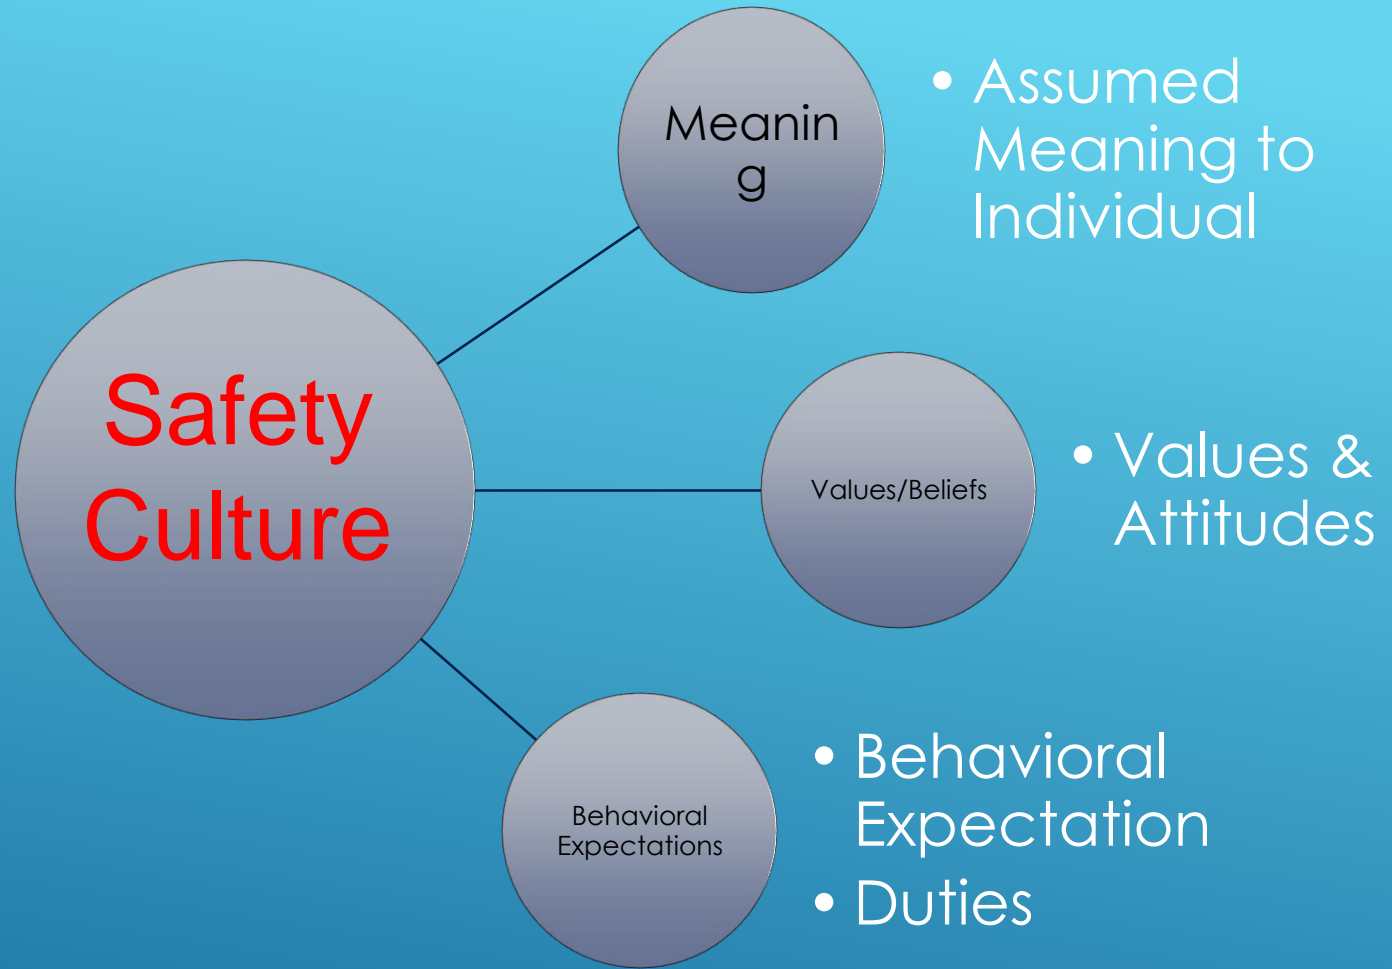 Safety
Culture
Meanin
g
• Assumed
Meaning to
Individual
Values/Beliefs
• Values &
Attitudes
Behavioral
Expectations
• Behavioral
Expectation
• Duties